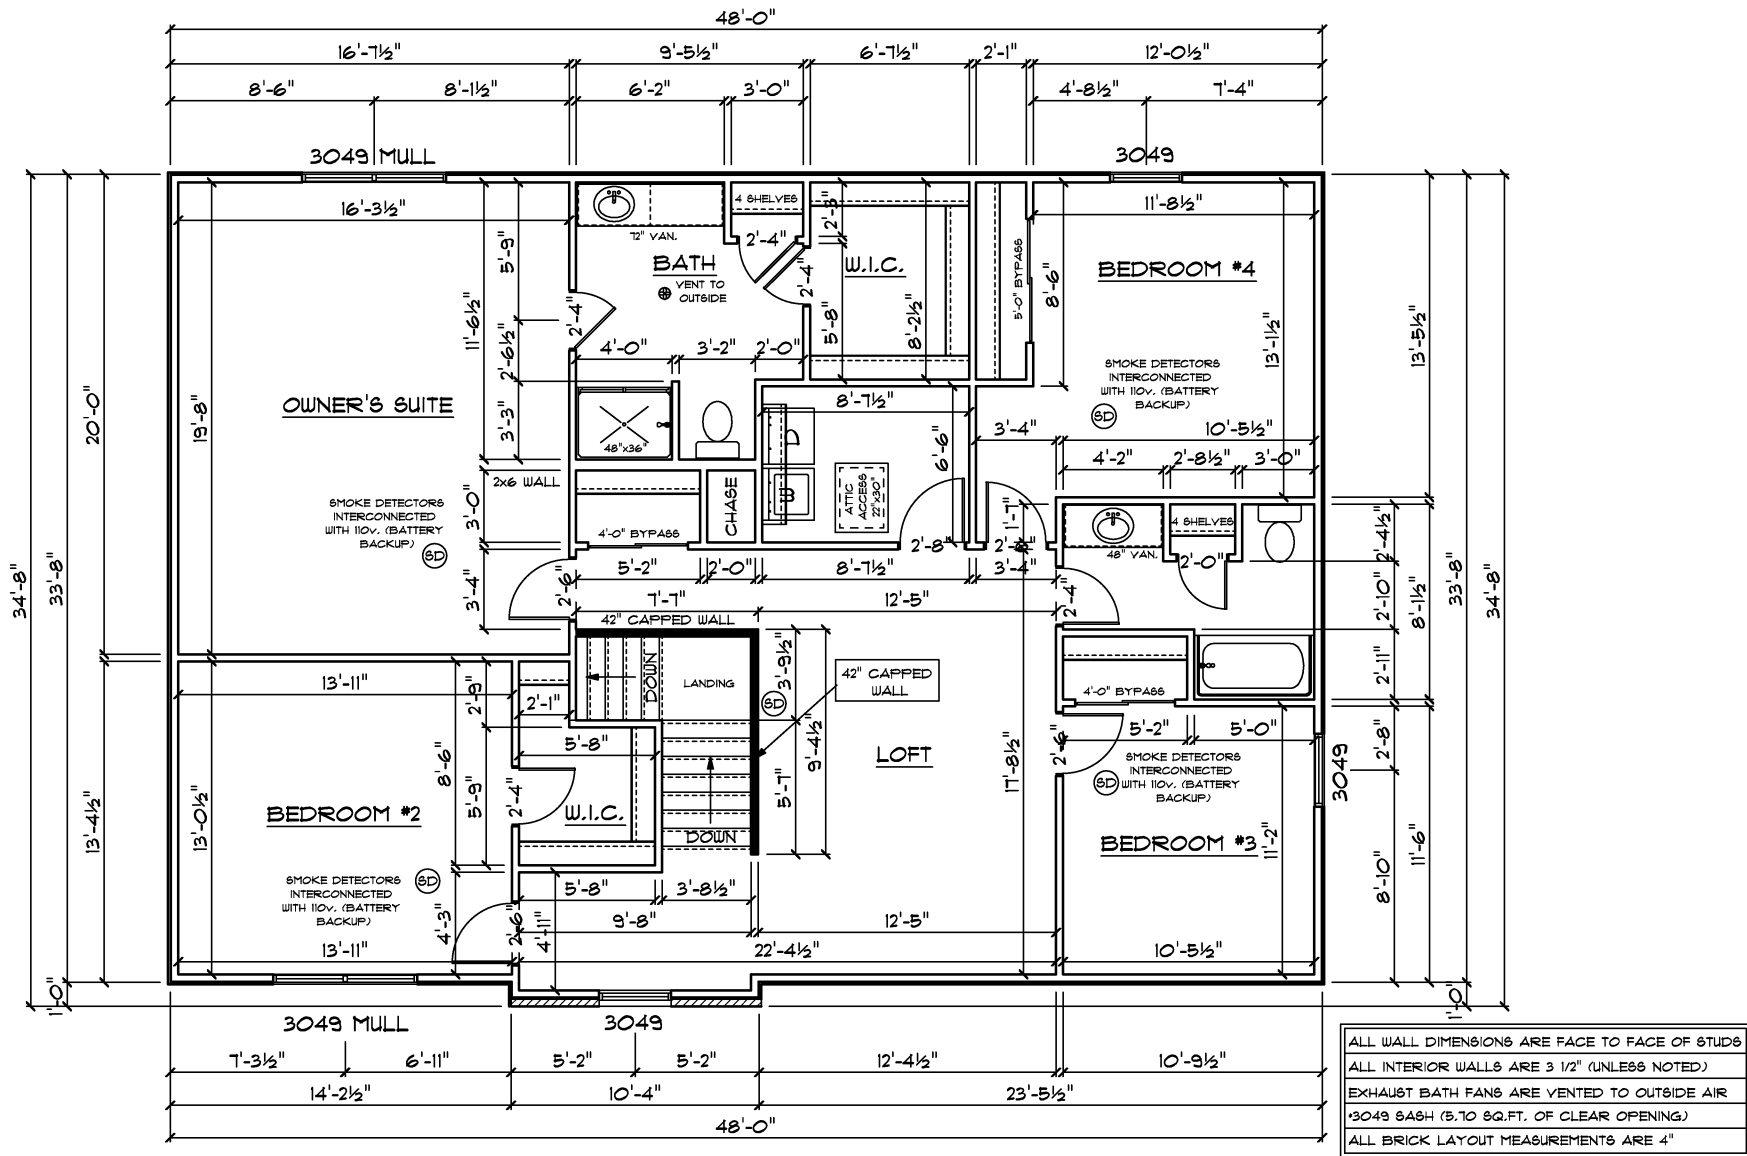 48'-0"
16'-7½"
9'-5½"
6'-7½"
2'-1"
12'-0½"
8'-6"
8'-1½"
6'-2"
3'-0"
4'-8½"
7'-4"
3049 MULL
3049
16'-3½"
5'-9"
11'-6½"
2'-6½"
3'-3"
19'-8"
OWNER'S SUITE
SMOKE DETECTORS
INTERCONNECTED
WITH 110v. (BATTERY
BACKUP)
SD
2x6 WALL
3'-0"
3'-4"
2'-6"
2'-4"
72" VAN.
BATH
VENT TO
OUTSIDE
4 SHELVES
2'-4"
4'-0"
3'-2"
2'-0"
48"x36"
2'-3"
2'-4"
5'-8"
8'-2½"
W.I.C.
5'-0" BYPASS
8'-6"
11'-8½"
BEDROOM #4
13'-1½"
SMOKE DETECTORS
INTERCONNECTED
WITH 110v. (BATTERY
BACKUP)
SD
8'-7½"
D
W
ATTIC
ACCESS
22"x30"
6'-6"
3'-4"
10'-5½"
4'-2"
2'-8½"
3'-0"
CHASE
4'-0" BYPASS
2'-8"
1'-7"
48" VAN.
4 SHELVES
2'-0"
2'-4"
5'-2"
2'-0"
8'-7½"
3'-4"
7'-7"
12'-5"
42" CAPPED WALL
DOWN
LANDING
SD
3'-9½"
9'-4½"
5'-7"
42" CAPPED
WALL
LOFT
17'-8½"
DOWN
4'-0" BYPASS
5'-2"
5'-0"
2'-6"
SMOKE DETECTORS
INTERCONNECTED
WITH 110v. (BATTERY
BACKUP)
SD
BEDROOM #3
11'-2"
3049
13'-11"
2'-9"
8'-6"
5'-9"
2'-1"
5'-8"
2'-4"
W.I.C.
13'-0½"
BEDROOM #2
SMOKE DETECTORS
INTERCONNECTED
WITH 110v. (BATTERY
BACKUP)
SD
4'-3"
2'-6"
4'-11"
5'-8"
3'-8½"
9'-8"
12'-5"
13'-11"
22'-4½"
10'-5½"
34'-8"
33'-8"
20'-0"
13'-4½"
1'-0"
13'-5½"
2'-4½"
2'-10"
8'-1½"
2'-11"
2'-8"
8'-10"
11'-6"
33'-8"
34'-8"
1'-0"
3049 MULL
3049
7'-3½"
6'-11"
5'-2"
5'-2"
12'-4½"
10'-9½"
14'-2½"
10'-4"
23'-5½"
48'-0"
ALL WALL DIMENSIONS ARE FACE TO FACE OF STUDS
ALL INTERIOR WALLS ARE 3 1/2" (UNLESS NOTED)
EXHAUST BATH FANS ARE VENTED TO OUTSIDE AIR
*3049 SASH (5.70 SQ.FT. OF CLEAR OPENING)
ALL BRICK LAYOUT MEASUREMENTS ARE 4"